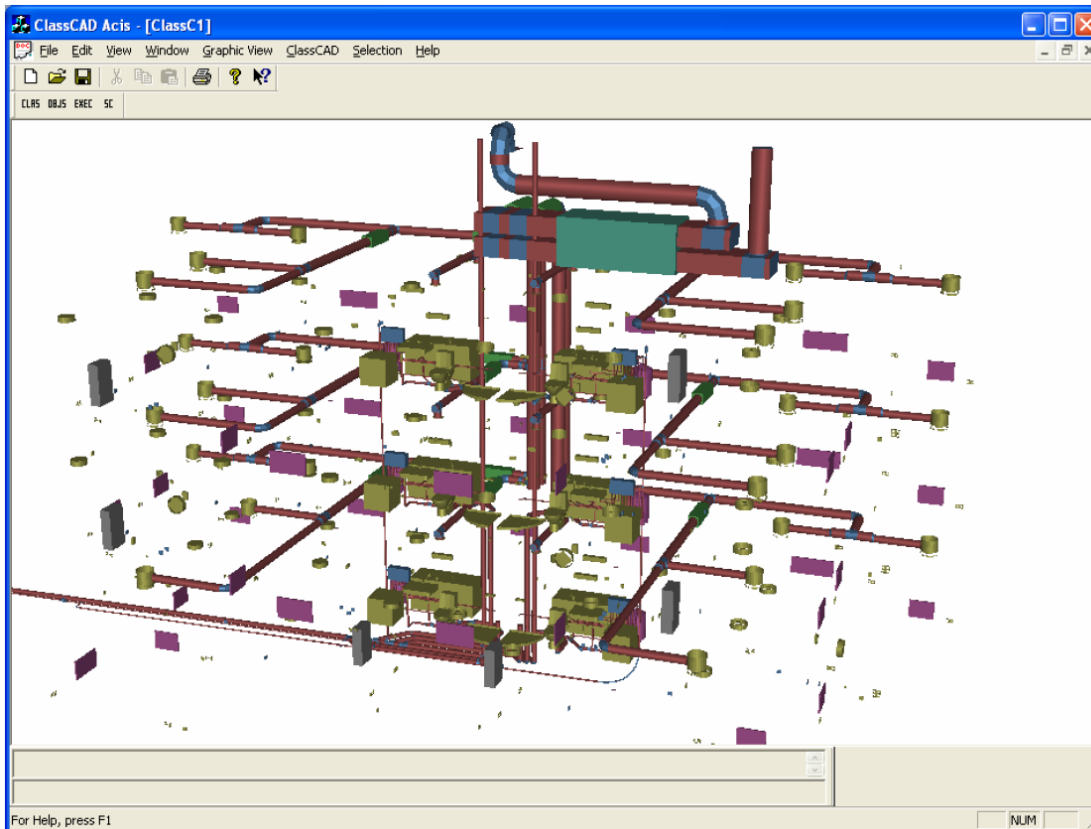 ClassCAD Acis - [ClassC1]
File Edit View Window Graphic View ClassCAD Selection Help
CLAS OBJS EXEC SC
For Help, press F1
NUM